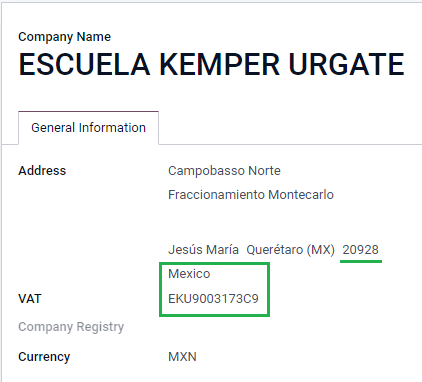 Company Name
ESCUELA KEMPER URGATE
General Information
Address Campobasso Norte
Fraccionamiento Montecarlo
Jesús María Querétaro (MX) 20928
Mexico
VAT EKU9003173C9
Company Registry
Currency MXN